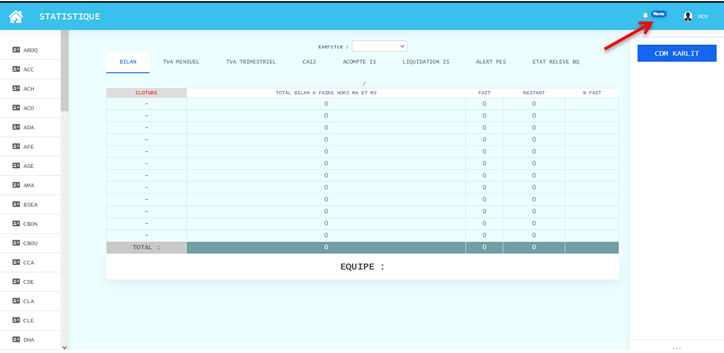 STATISTIQUE
Menu
DCO
ABOQ
ACC
ACH
ACO
ADA
AFE
AGE
AMA
BSEA
CBON
CBOU
CCA
CDE
CLA
CLE
DHA
Exercice :
BILAN TVA MENSUEL TVA TRIMESTRIEL CA12 ACOMPTE IS LIQUIDATION IS ALERT PES ETAT RELEVE BQ
/
CLOTURE TOTAL BILAN A FAIRE HORS MA ET MS FAIT RESTANT % FAIT
- 0 0 0
- 0 0 0
- 0 0 0
- 0 0 0
- 0 0 0
- 0 0 0
- 0 0 0
- 0 0 0
- 0 0 0
- 0 0 0
- 0 0 0
- 0 0 0
TOTAL : 0 0 0
EQUIPE :
CDM KARLIT
...